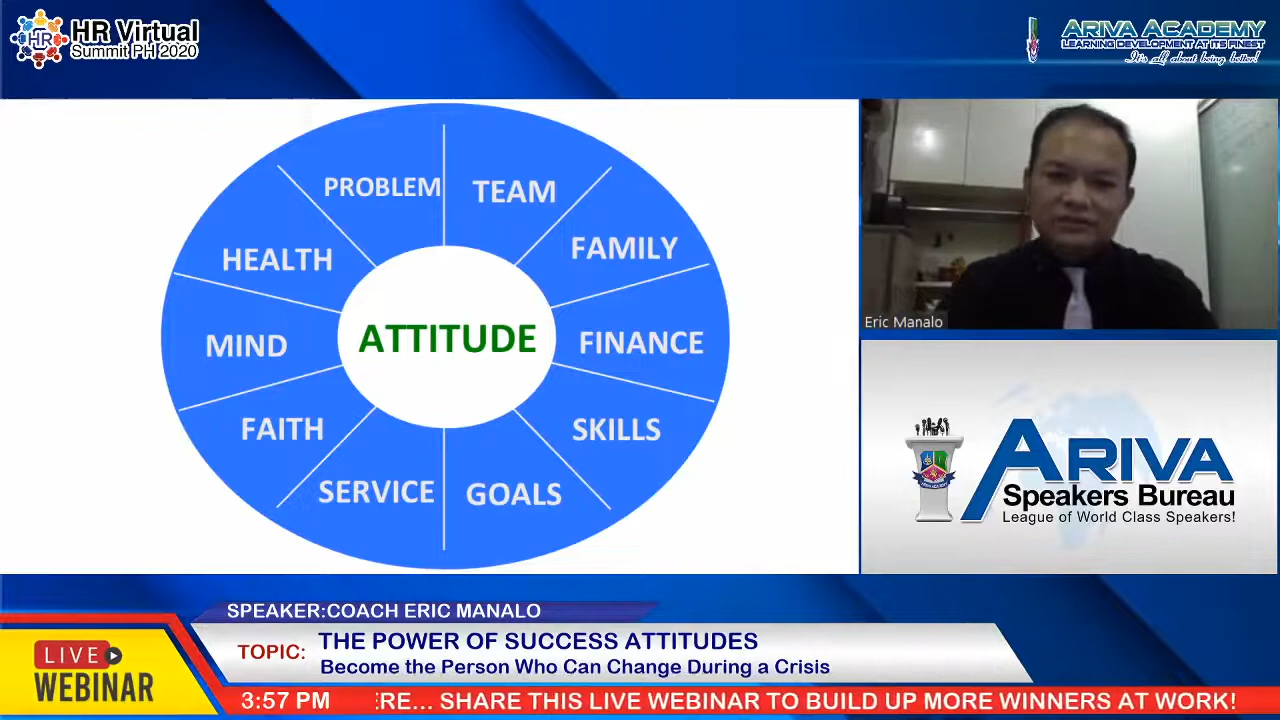 HR
HR Virtual
Summit PH 2020
ARIVA ACADEMY
LEARNING DEVELOPMENT AT ITS FINEST
It's all about being better!
PROBLEM
TEAM
HEALTH
FAMILY
MIND
ATTITUDE
FINANCE
FAITH
SKILLS
SERVICE
GOALS
Eric Manalo
ARIVA
Speakers Bureau
League of World Class Speakers!
SPEAKER:COACH ERIC MANALO
TOPIC:
THE POWER OF SUCCESS ATTITUDES
Become the Person Who Can Change During a Crisis
LIVE
WEBINAR
3:57 PM
RE... SHARE THIS LIVE WEBINAR TO BUILD UP MORE WINNERS AT WORK!